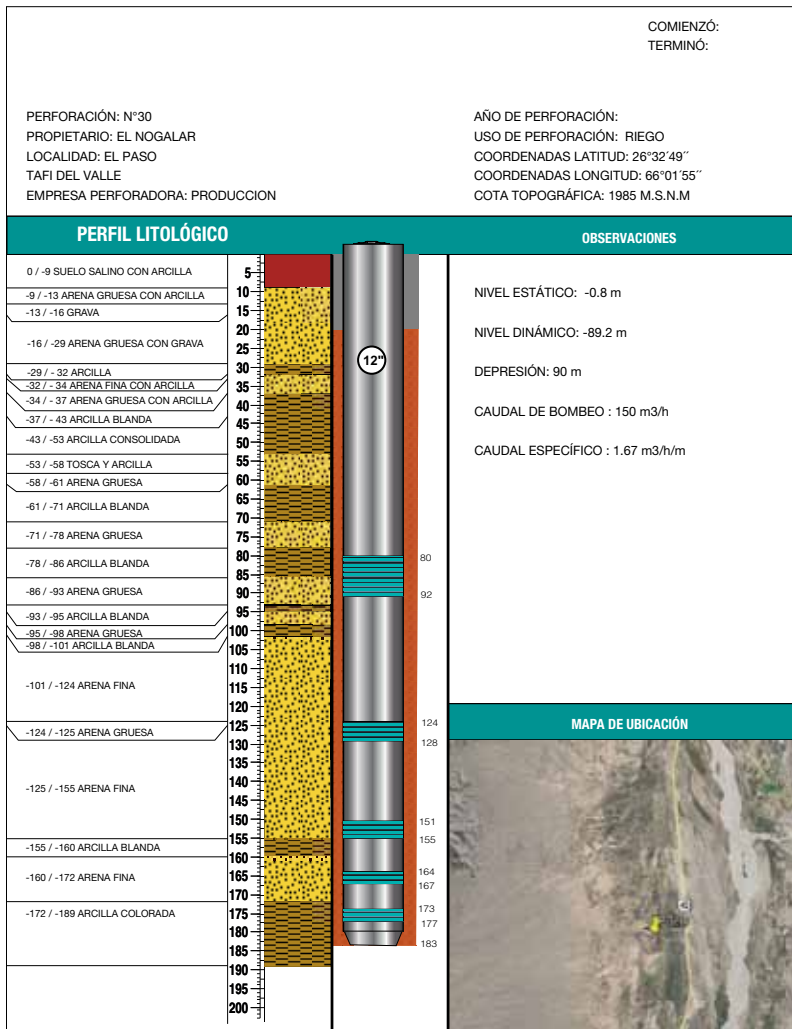 COMIENZÓ:
TERMINÓ:
PERFORACIÓN: N°30
PROPIETARIO: EL NOGALAR
LOCALIDAD: EL PASO
TAFI DEL VALLE
EMPRESA PERFORADORA: PRODUCCION
AÑO DE PERFORACIÓN:
USO DE PERFORACIÓN: RIEGO
COORDENADAS LATITUD: 26°32´49´´
COORDENADAS LONGITUD: 66°01´55´´
COTA TOPOGRÁFICA: 1985 M.S.N.M
PERFIL LITOLÓGICO
0 / -9 SUELO SALINO CON ARCILLA
-9 / -13 ARENA GRUESA CON ARCILLA
-13 / -16 GRAVA
-16 / -29 ARENA GRUESA CON GRAVA
-29 / - 32 ARCILLA
-32 / - 34 ARENA FINA CON ARCILLA
-34 / - 37 ARENA GRUESA CON ARCILLA
-37 / - 43 ARCILLA BLANDA
-43 / -53 ARCILLA CONSOLIDADA
-53 / -58 TOSCA Y ARCILLA
-58 / -61 ARENA GRUESA
-61 / -71 ARCILLA BLANDA
-71 / -78 ARENA GRUESA
-78 / -86 ARCILLA BLANDA
-86 / -93 ARENA GRUESA
-93 / -95 ARCILLA BLANDA
-95 / -98 ARENA GRUESA
-98 / -101 ARCILLA BLANDA
-101 / -124 ARENA FINA
-124 / -125 ARENA GRUESA
-125 / -155 ARENA FINA
-155 / -160 ARCILLA BLANDA
-160 / -172 ARENA FINA
-172 / -189 ARCILLA COLORADA
5
10
15
20
25
30
35
40
45
50
55
60
65
70
75
80
85
90
95
100
105
110
115
120
125
130
135
140
145
150
155
160
165
170
175
180
185
190
195
200
12"
80
92
124
128
151
155
164
167
173
177
183
OBSERVACIONES
NIVEL ESTÁTICO: -0.8 m
NIVEL DINÁMICO: -89.2 m
DEPRESIÓN: 90 m
CAUDAL DE BOMBEO : 150 m3/h
CAUDAL ESPECÍFICO : 1.67 m3/h/m
MAPA DE UBICACIÓN